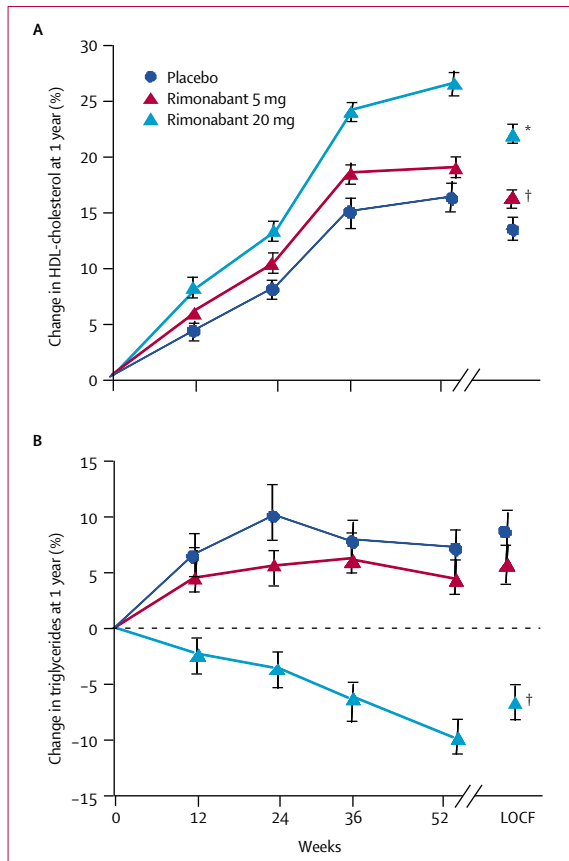 A
Placebo
Rimonabant 5 mg
Rimonabant 20 mg
Change in HDL-cholesterol at 1 year (%)
30
25
20
15
10
5
0
*
†
B
Change in triglycerides at 1 year (%)
15
10
5
0
−5
−10
−15
†
0 12 24 36 52 LOCF
Weeks